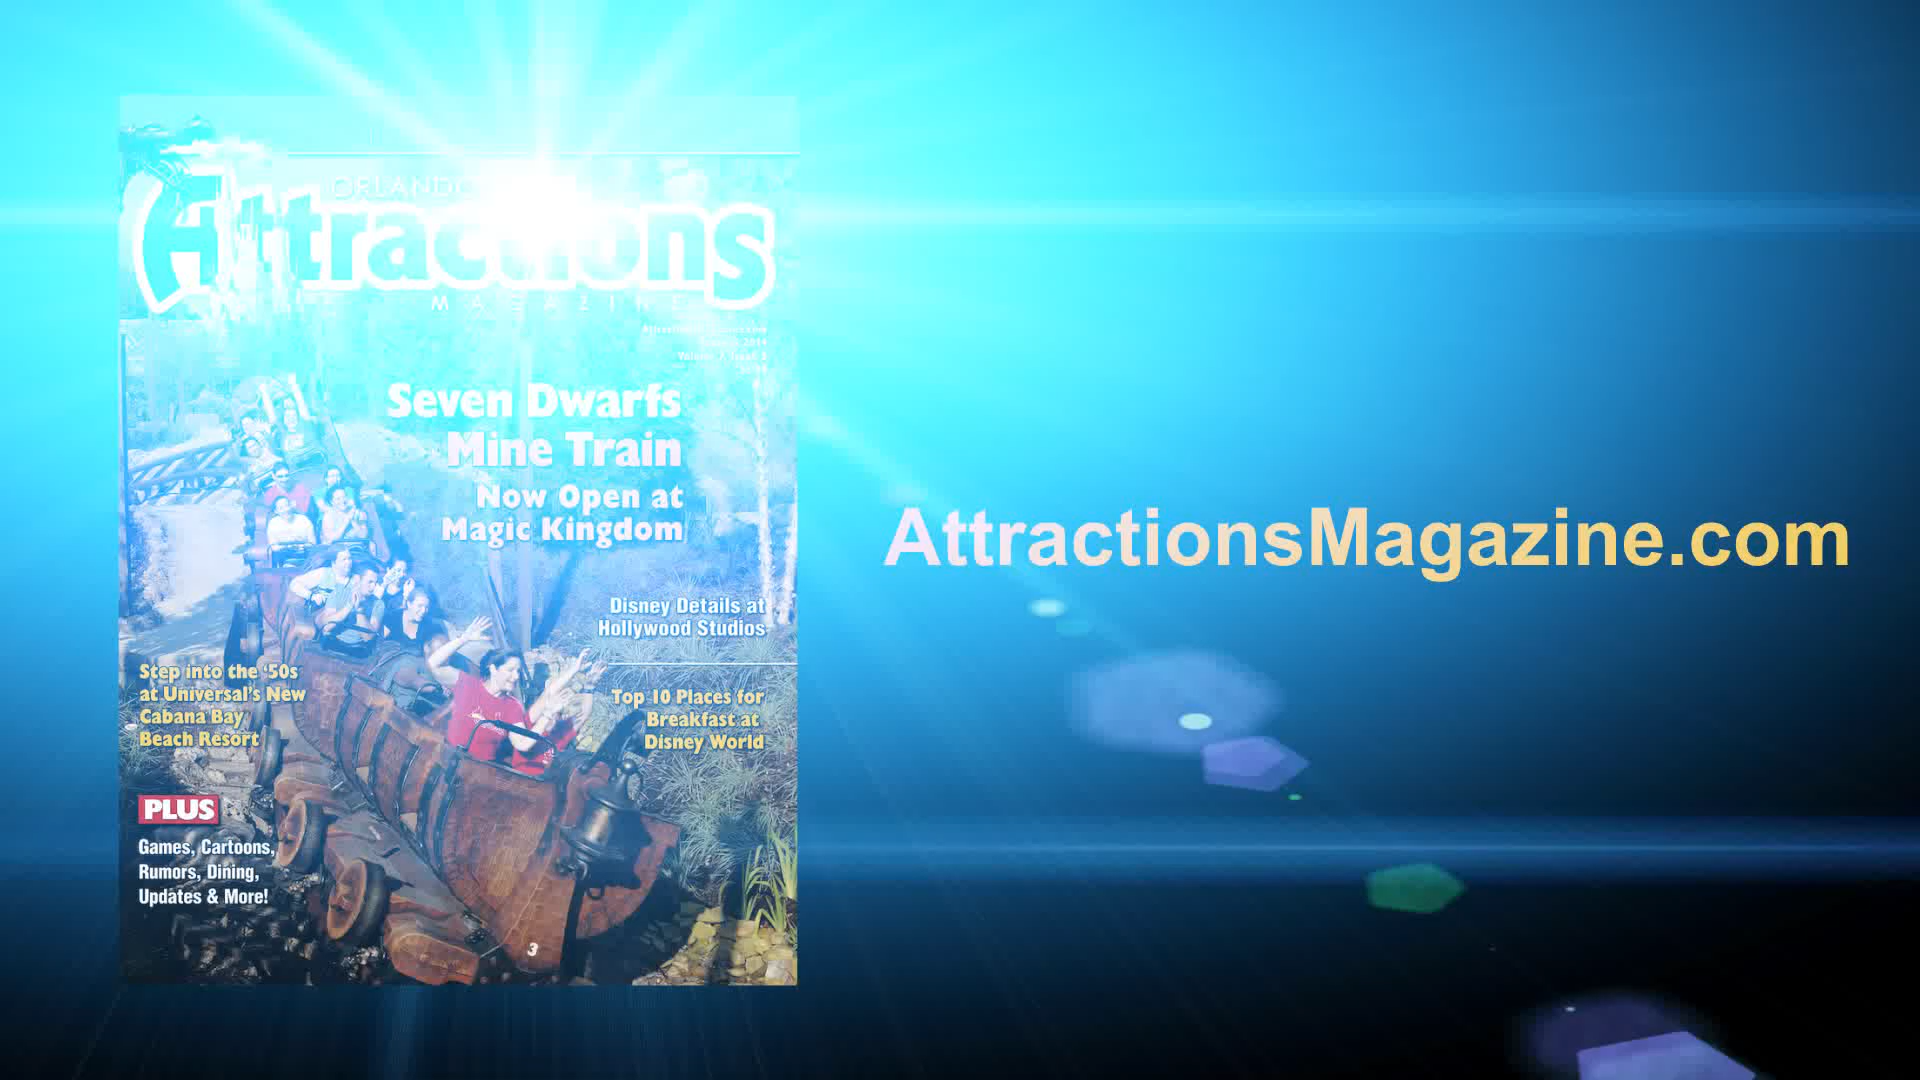 ORLANDO
Attractions
MAGAZINE
Seven Dwarfs
Mine Train
Now Open at
Magic Kingdom
AttractionsMagazine.com
Disney Details at
Hollywood Studios
Step into the ‘50s
at Universal’s New
Cabana Bay
Beach Resort
Top 10 Places for
Breakfast at
Disney World
PLUS
Games, Cartoons,
Rumors, Dining,
Updates & More!
3